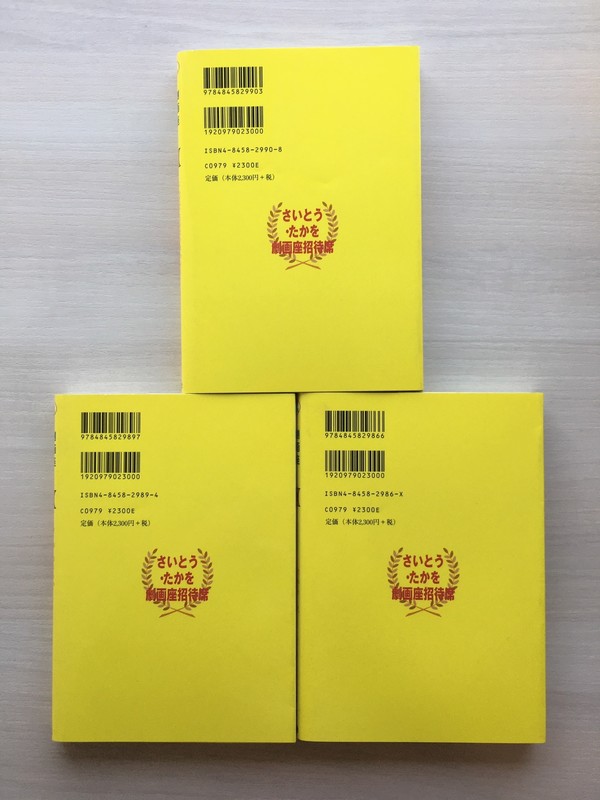 9784845829903
1920979023000
ISBN4-8458-2990-8
C0979 ¥2300E
定価（本体2,300円+税）
さいとう
・たかを
劇画座招待席
9784845829897
1920979023000
ISBN4-8458-2989-4
C0979 ¥2300E
定価（本体2,300円+税）
さいとう
・たかを
劇画座招待席
9784845829866
1920979023000
ISBN4-8458-2986-X
C0979 ¥2300E
定価（本体2,300円+税）
さいとう
・たかを
劇画座招待席